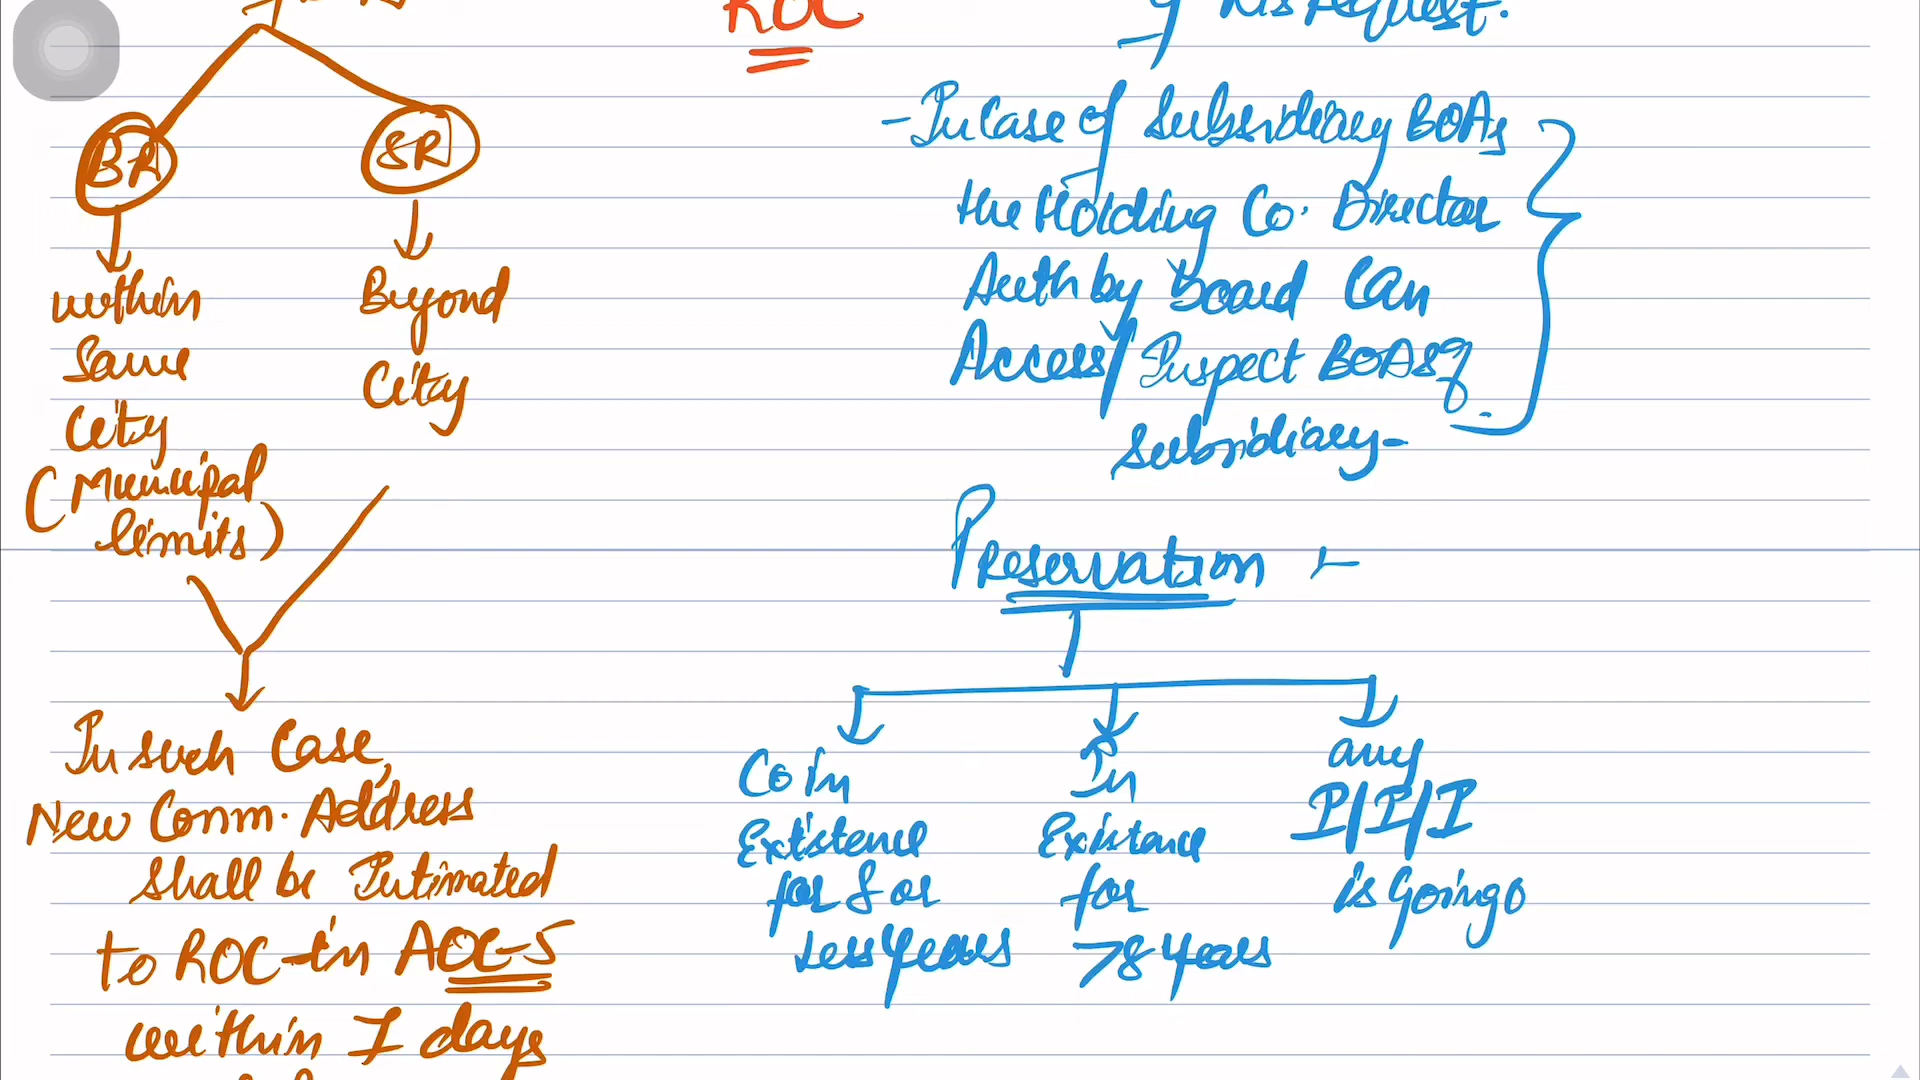 ROC
BR
SR
within
Same
City
(Municipal
limits)
Beyond
City
In such Case,
New Comm. Address
shall be Intimated
to ROC in AOC-5
within 7 days
of his request.
- In Case of Subsidiary BOAs
the Holding Co. Director
Auth by Board Can
Access/Inspect BOAs of
Subsidiary-
Preservation :-
Co in
Existence
for 8 or
Less Years
In
Existance
for
>8 Years
any
I/I/I
is Going o